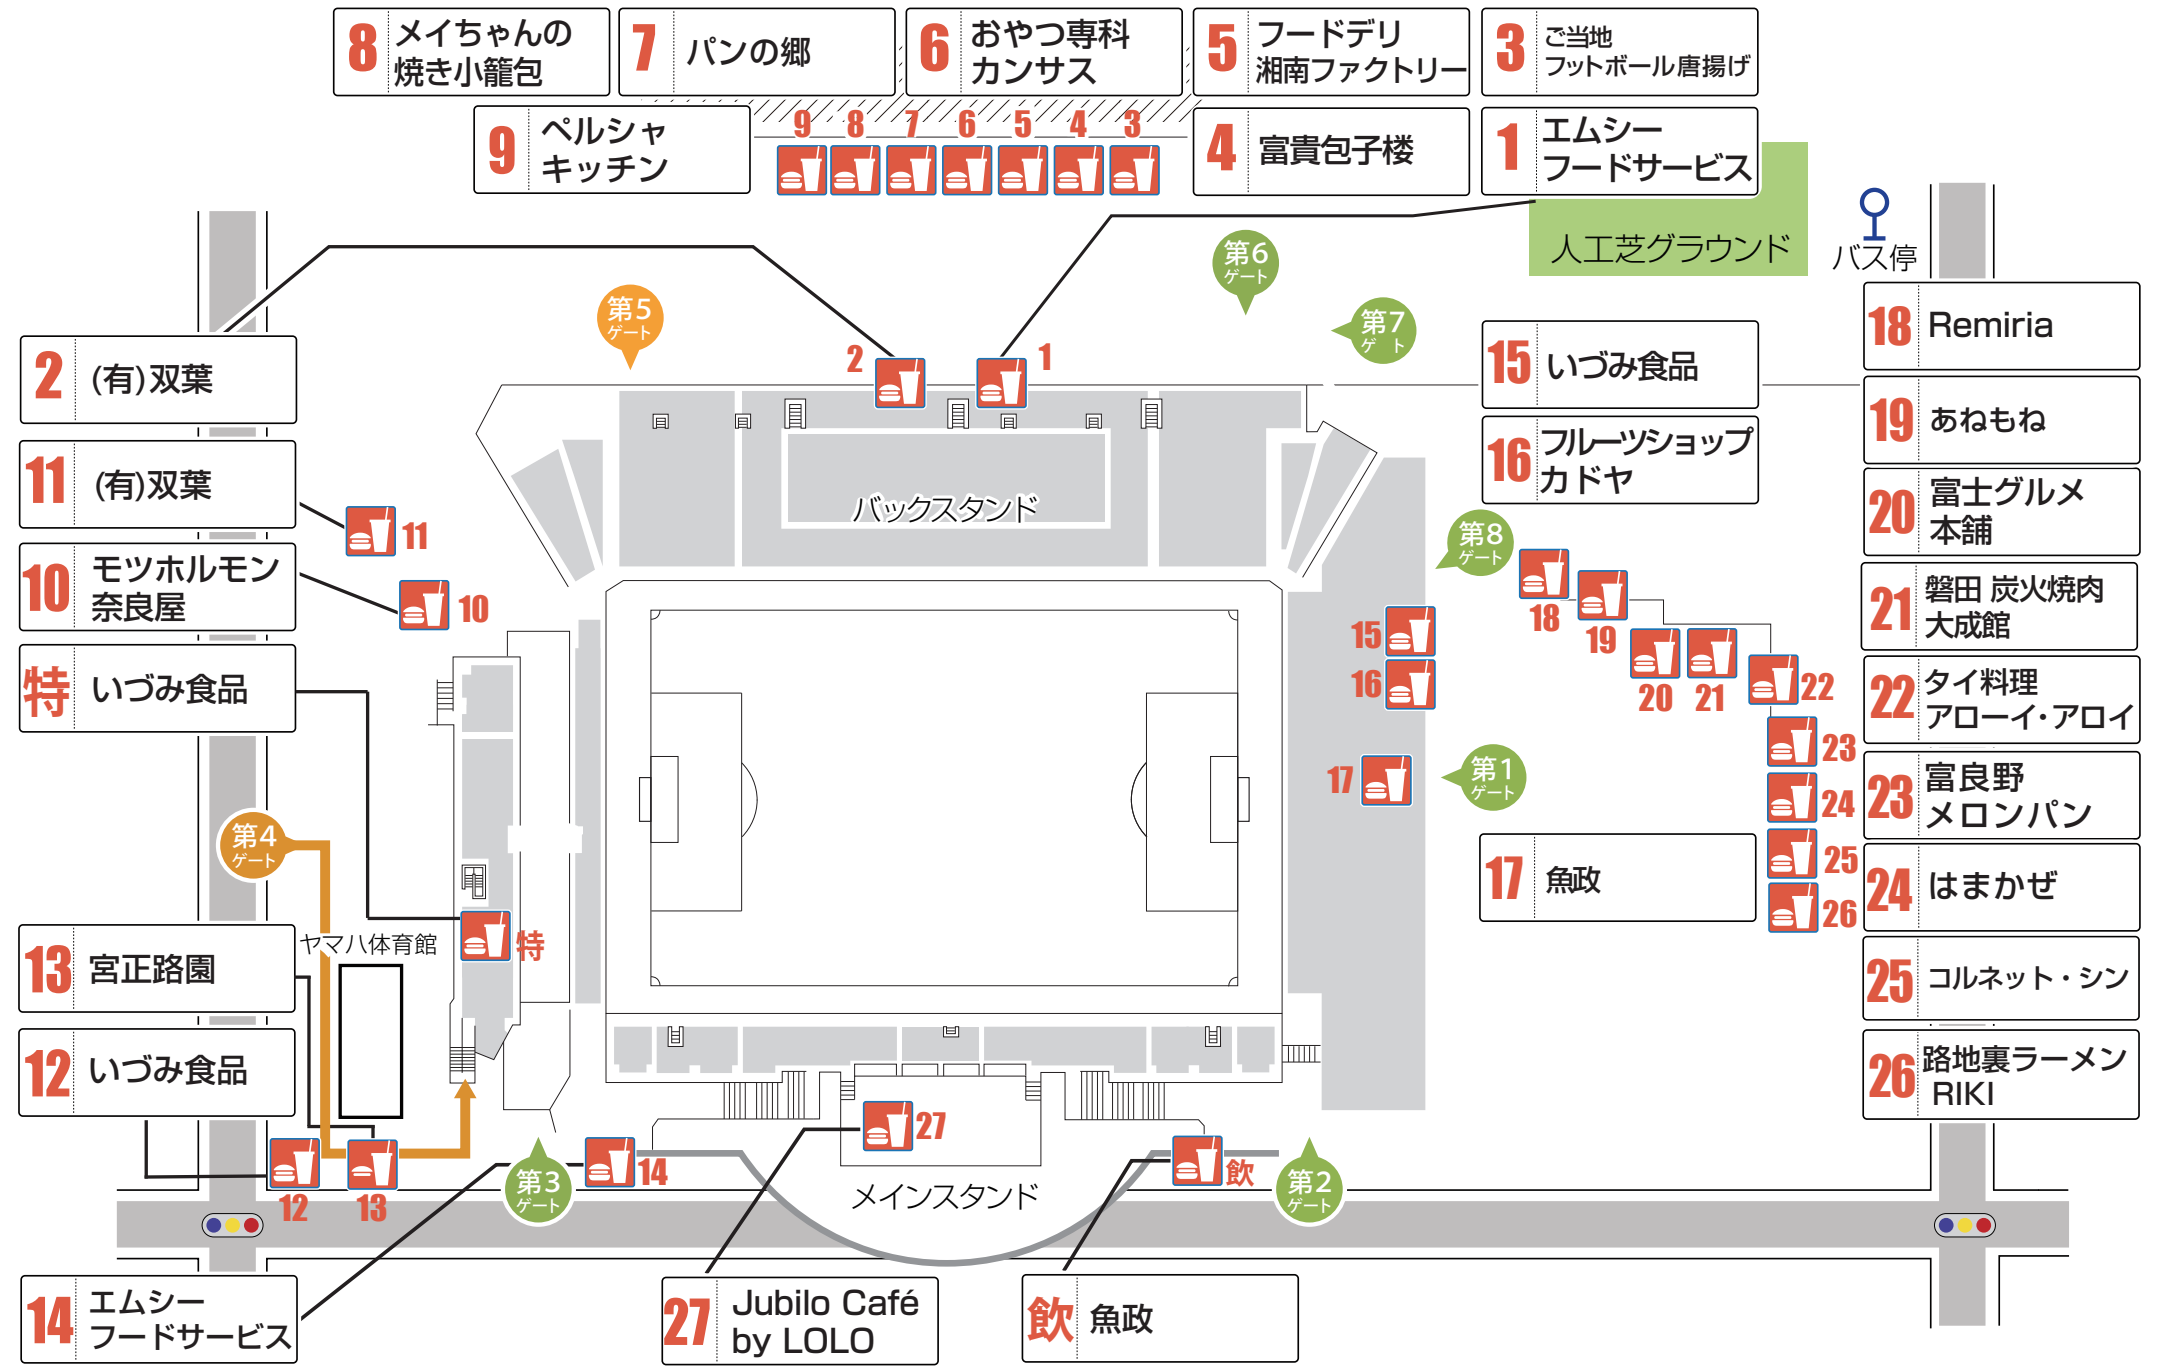 8
メイちゃんの
焼き小籠包
7
パンの郷
6
おやつ専科
カンサス
5
フードデリ
湘南ファクトリー
3
ご当地
フットボール唐揚げ
9
ペルシャ
キッチン
9
8
7
6
5
4
3
4
富貴包子楼
1
エムシー
フードサービス
人工芝グラウンド
バス停
第6
ゲート
第5
ゲート
第7
ゲート
2
(有)双葉
2
1
11
(有)双葉
11
10
モツホルモン
奈良屋
10
特
いづみ食品
バックスタンド
15
いづみ食品
16
フルーツショップ
カドヤ
第8
ゲート
18
19
20
21
22
23
24
25
26
15
16
17
第1
ゲート
17
魚政
18
Remiria
19
あねもね
20
富士グルメ
本舗
21
磐田 炭火焼肉
大成館
22
タイ料理
アローイ・アロイ
23
富良野
メロンパン
24
はまかぜ
25
コルネット・シン
26
路地裏ラーメン
RIKI
第4
ゲート
特
ヤマハ体育館
13
宮正路園
12
いづみ食品
12
13
第3
ゲート
14
27
メインスタンド
飲
第2
ゲート
14
エムシー
フードサービス
27
Jubilo Café
by LOLO
飲
魚政